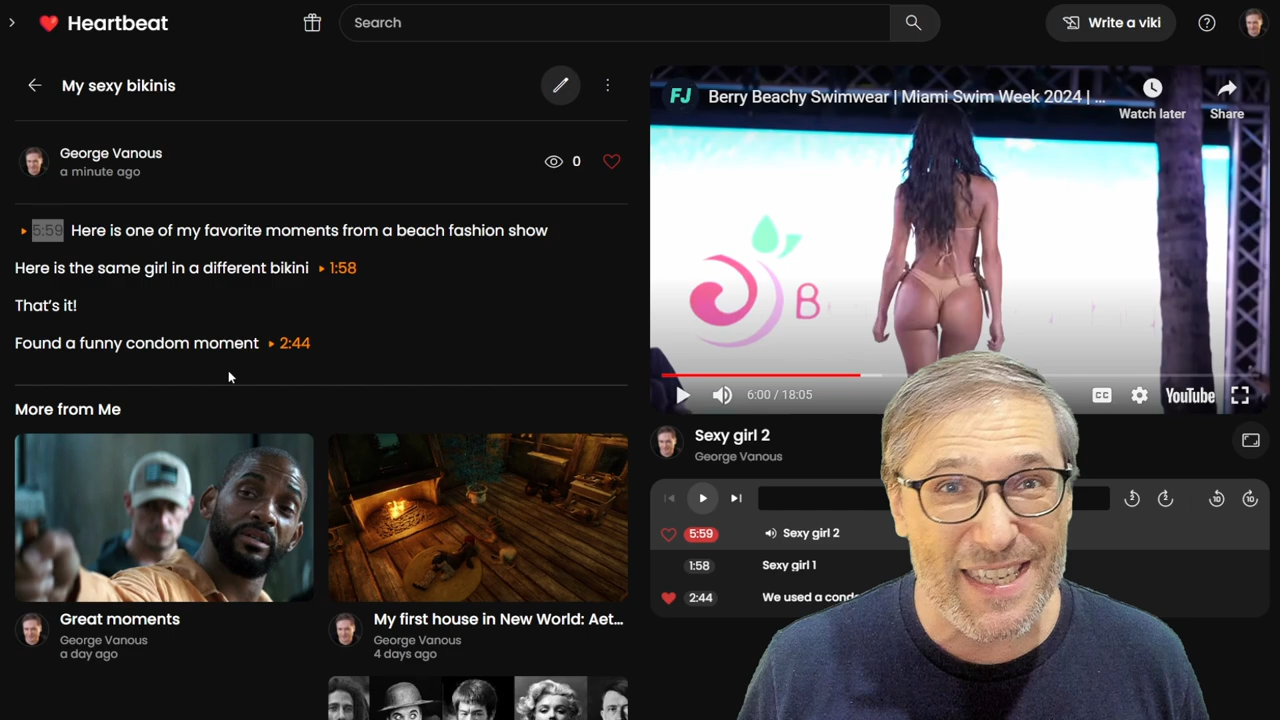 Heartbeat
Search
Write a viki
My sexy bikinis
George Vanous
a minute ago
0
5:59 Here is one of my favorite moments from a beach fashion show
Here is the same girl in a different bikini 1:58
That's it!
Found a funny condom moment 2:44
More from Me
Great moments
George Vanous
a day ago
My first house in New World: Aet...
George Vanous
4 days ago
FJ
Berry Beachy Swimwear | Miami Swim Week 2024 | ...
Watch later
Share
B
6:00 / 18:05
CC
YouTube
Sexy girl 2
George Vanous
2
2
10
10
5:59 Sexy girl 2
1:58 Sexy girl 1
2:44 We used a